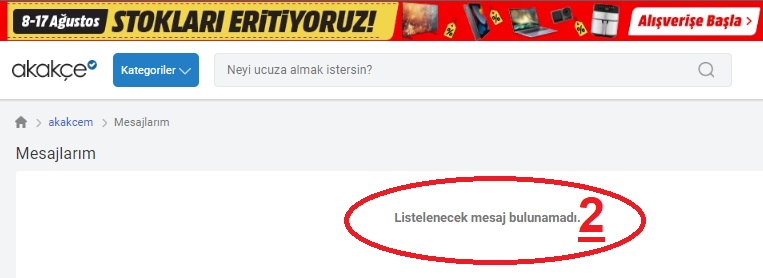 8-17 Ağustos STOKLARI ERİTİYORUZ! Alışverişe Başla >
akakçe Kategoriler Neyi ucuza almak istersin?
akakcem Mesajlarım
Mesajlarım
Listelenecek mesaj bulunamadı. 2